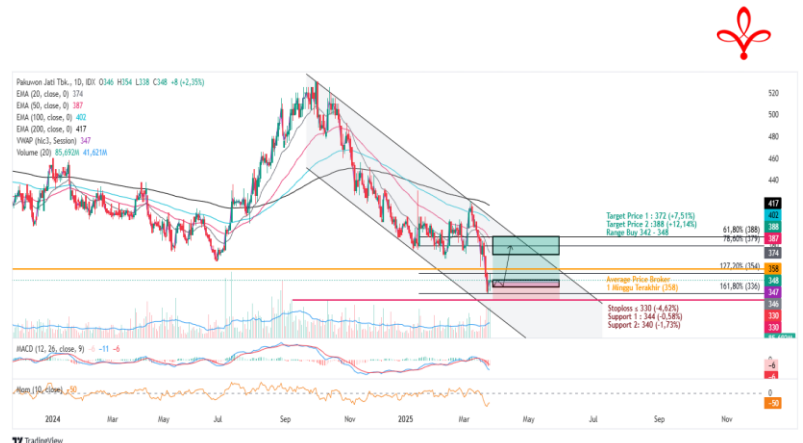 Pakuwon Jati Tbk., 1D, IDX O346 H354 L338 C348 +8 (+2,35%)
EMA (20, close, 0) 374
EMA (50, close, 0) 387
EMA (100, close, 0) 402
EMA (200, close, 0) 417
VWAP (hlc3, Session) 347
Volume (20) 85,692M 41,621M
520
500
480
460
440
417
402
388
387
374
358
348
347
346
330
330
Target Price 1 : 372 (+7,51%)
Target Price 2 :388 (+12,14%)
Range Buy 342 - 348
61,80% (388)
78,60% (379)
127,20% (354)
Average Price Broker
1 Minggu Terakhir (358)
161,80% (336)
Stoploss ≤ 330 (-4,62%)
Support 1 : 344 (-0,58%)
Support 2: 340 (-1,73%)
MACD (12, 26, close, 9) -6 -11 -6
0
-6
Mom (10, close) -50
0
-50
2024 Mar May Jul Sep Nov 2025 Mar May Jul Sep Nov
TradingView